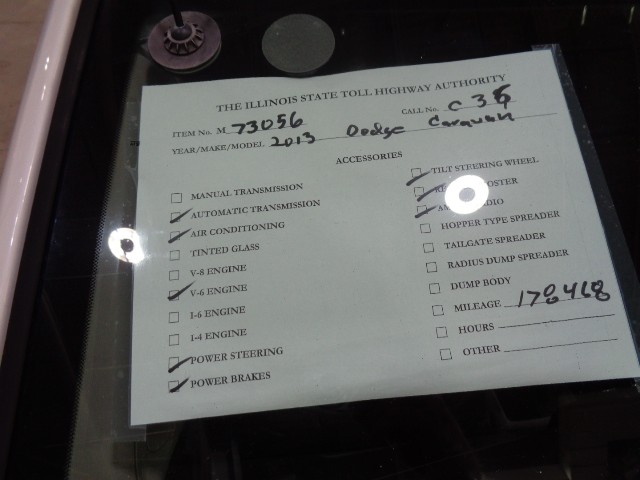 THE ILLINOIS STATE TOLL HIGHWAY AUTHORITY
ITEM NO. M 73056 CALL NO. C 36
YEAR/MAKE/MODEL 2013 Dodge Caravan
ACCESSORIES
MANUAL TRANSMISSION
AUTOMATIC TRANSMISSION
AIR CONDITIONING
TINTED GLASS
V-8 ENGINE
V-6 ENGINE
I-6 ENGINE
I-4 ENGINE
POWER STEERING
POWER BRAKES
TILT STEERING WHEEL
HOPPER TYPE SPREADER
TAILGATE SPREADER
RADIUS DUMP SPREADER
DUMP BODY
MILEAGE 178468
HOURS
OTHER